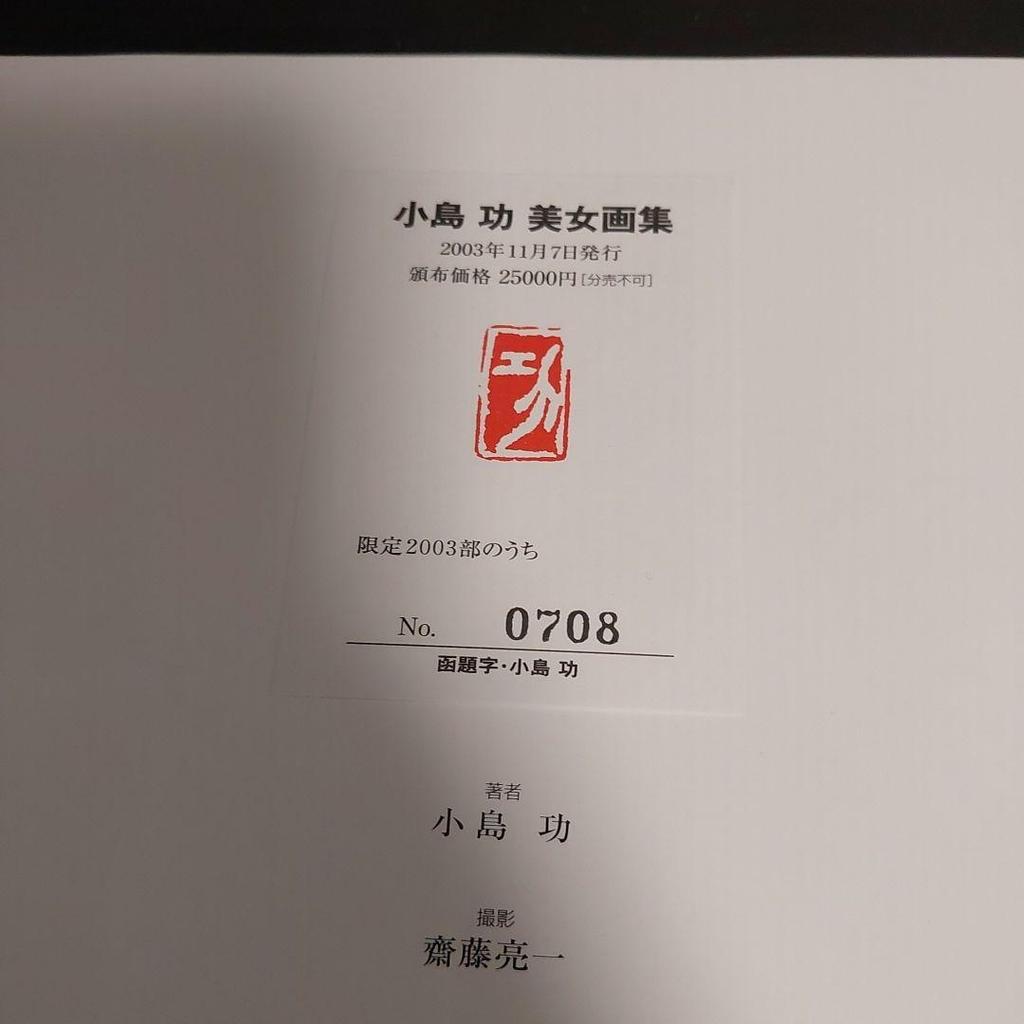 小島 功 美女画集
2003年11月7日発行
頒布価格 25000円[分売不可]
功
限定2003部のうち
No. 0708
函題字・小島 功
著者
小島 功
撮影
齋藤亮一